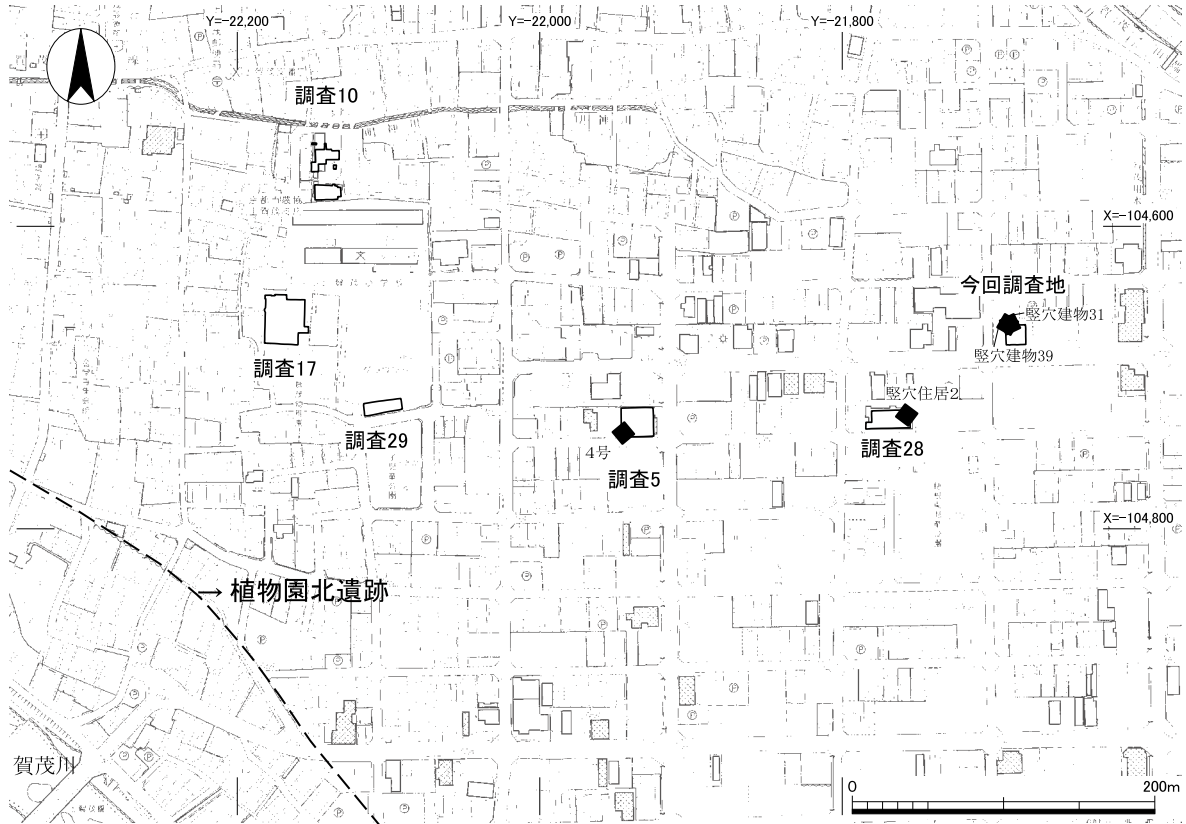 Y=-22,200
Y=-22,000
Y=-21,800
調査10
X=-104,600
今回調査地
竪穴建物31
竪穴建物39
調査17
竪穴住居2
調査29
4号
調査28
調査5
X=-104,800
→ 植物園北遺跡
賀茂川
0
200m